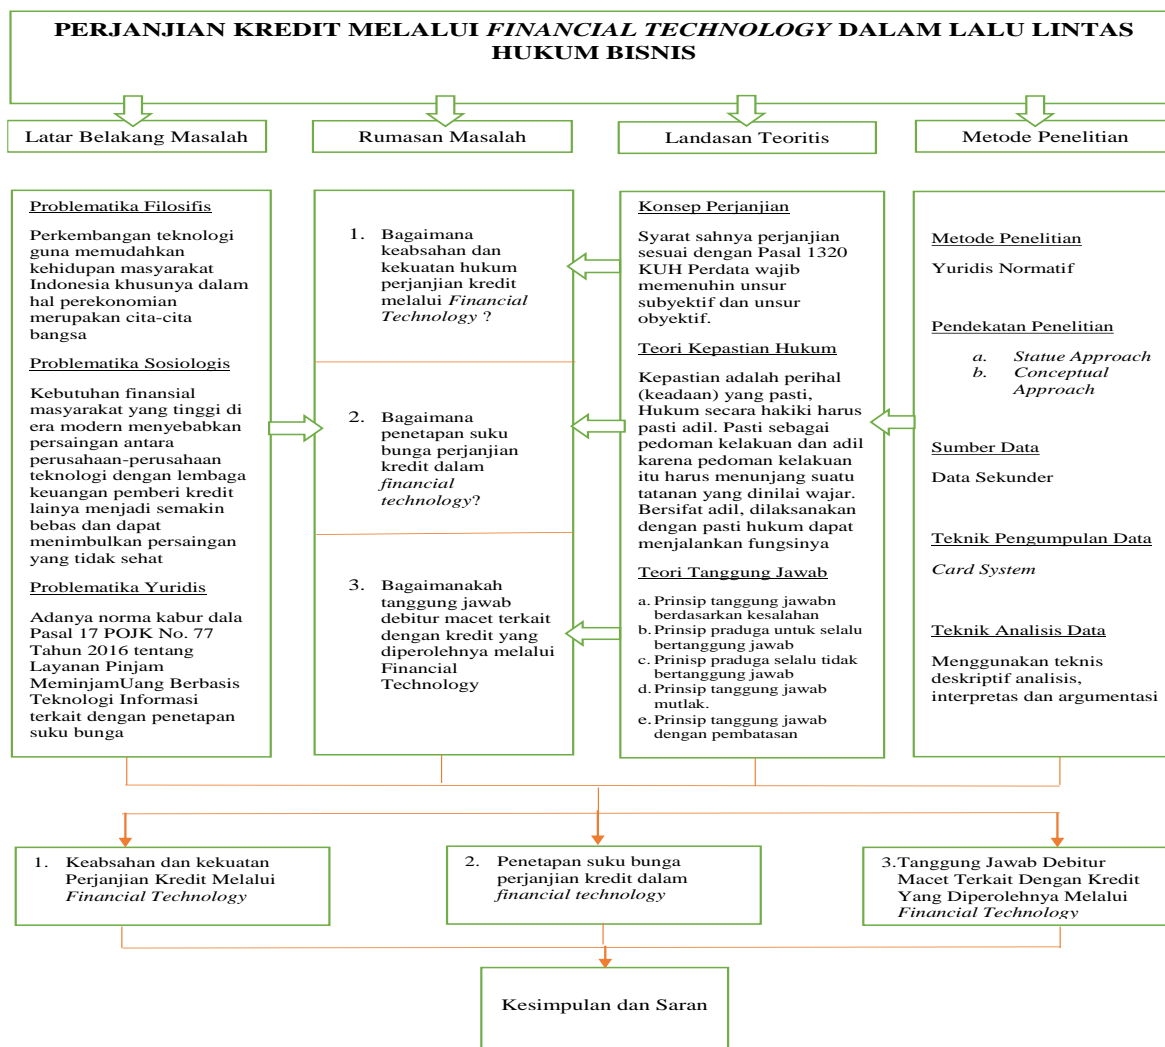 PERJANJIAN KREDIT MELALUI FINANCIAL TECHNOLOGY DALAM LALU LINTAS
HUKUM BISNIS
Latar Belakang Masalah
Rumasan Masalah
Landasan Teoritis
Metode Penelitian
Problematika Filosifis
Perkembangan teknologi
guna memudahkan
kehidupan masyarakat
Indonesia khusunya dalam
hal perekonomian
merupakan cita-cita
bangsa
Problematika Sosiologis
Kebutuhan finansial
masyarakat yang tinggi di
era modern menyebabkan
persaingan antara
perusahaan-perusahaan
teknologi dengan lembaga
keuangan pemberi kredit
lainya menjadi semakin
bebas dan dapat
menimbulkan persaingan
yang tidak sehat
Problematika Yuridis
Adanya norma kabur dala
Pasal 17 POJK No. 77
Tahun 2016 tentang
Layanan Pinjam
MeminjamUang Berbasis
Teknologi Informasi
terkait dengan penetapan
suku bunga
1. Bagaimana
keabsahan dan
kekuatan hukum
perjanjian kredit
melalui Financial
Technology ?
2. Bagaimana
penetapan suku
bunga perjanjian
kredit dalam
financial
technology?
3. Bagaimanakah
tanggung jawab
debitur macet terkait
dengan kredit yang
diperolehnya melalui
Financial
Technology
Konsep Perjanjian
Syarat sahnya perjanjian
sesuai dengan Pasal 1320
KUH Perdata wajib
memenuhin unsur
subyektif dan unsur
obyektif.
Teori Kepastian Hukum
Kepastian adalah perihal
(keadaan) yang pasti,
Hukum secara hakiki harus
pasti adil. Pasti sebagai
pedoman kelakuan dan adil
karena pedoman kelakuan
itu harus menunjang suatu
tatanan yang dinilai wajar.
Bersifat adil, dilaksanakan
dengan pasti hukum dapat
menjalankan fungsinya
Teori Tanggung Jawab
a. Prinsip tanggung jawabn
berdasarkan kesalahan
b. Prinsip praduga untuk selalu
bertanggung jawab
c. Prinisp praduga selalu tidak
bertanggung jawab
d. Prinsip tanggung jawab
mutlak.
e. Prinsip tanggung jawab
dengan pembatasan
Metode Penelitian
Yuridis Normatif
Pendekatan Penelitian
a. Statue Approach
b. Conceptual
Approach
Sumber Data
Data Sekunder
Teknik Pengumpulan Data
Card System
Teknik Analisis Data
Menggunakan teknis
deskriptif analisis,
interpretas dan argumentasi
1. Keabsahan dan kekuatan
Perjanjian Kredit Melalui
Financial Technology
2. Penetapan suku bunga
perjanjian kredit dalam
financial technology
3.Tanggung Jawab Debitur
Macet Terkait Dengan Kredit
Yang Diperolehnya Melalui
Financial Technology
Kesimpulan dan Saran